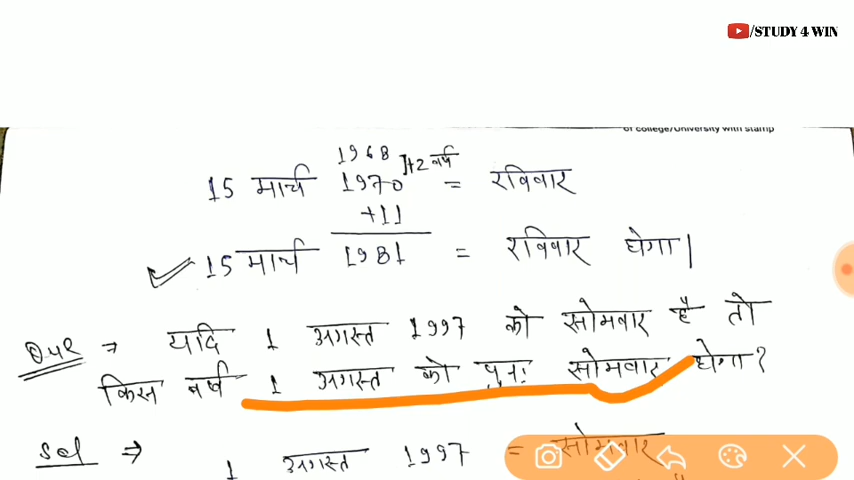 /STUDY 4 WIN
of college/University with stamp
1968
15 मार्च 1970 ]+2 वर्ष = रविवार
+11
15 मार्च 1981 = रविवार होगा|
Que ⇒ यदि 1 अगस्त 1997 को सोमवार है तो
किस वर्ष 1 अगस्त को पुनः सोमवार होगा?
Sol ⇒
1 अगस्त 1997 = सोमवार